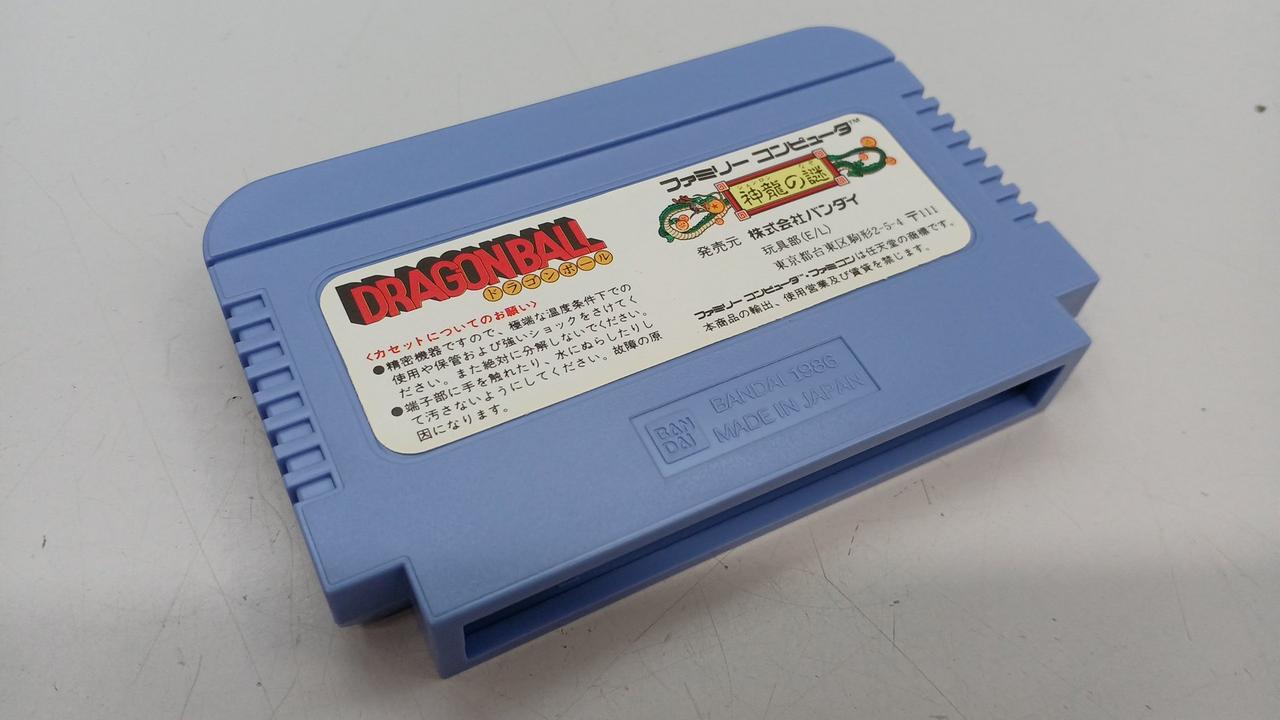 DRAGON BALL
ドラゴンボール
〈カセットについてのお願い〉
●精密機器ですので、極端な温度条件下での
使用や保管および強いショックをさけてく
ださい。また絶対に分解しないでください。
●端子部に手を触れたり、水にぬらしたりし
て汚さないようにしてください。故障の原
因になります。
ファミリー コンピュータ™
シェンロン なぞ
神龍の謎
発売元 株式会社バンダイ
玩具部(E/L)
東京都台東区駒形2-5-4 〒111
ファミリーコンピュータ・ファミコンは任天堂の商標です。
本商品の輸出、使用営業及び賃貸を禁じます。
BAN
DAI
BANDAI 1986
MADE IN JAPAN